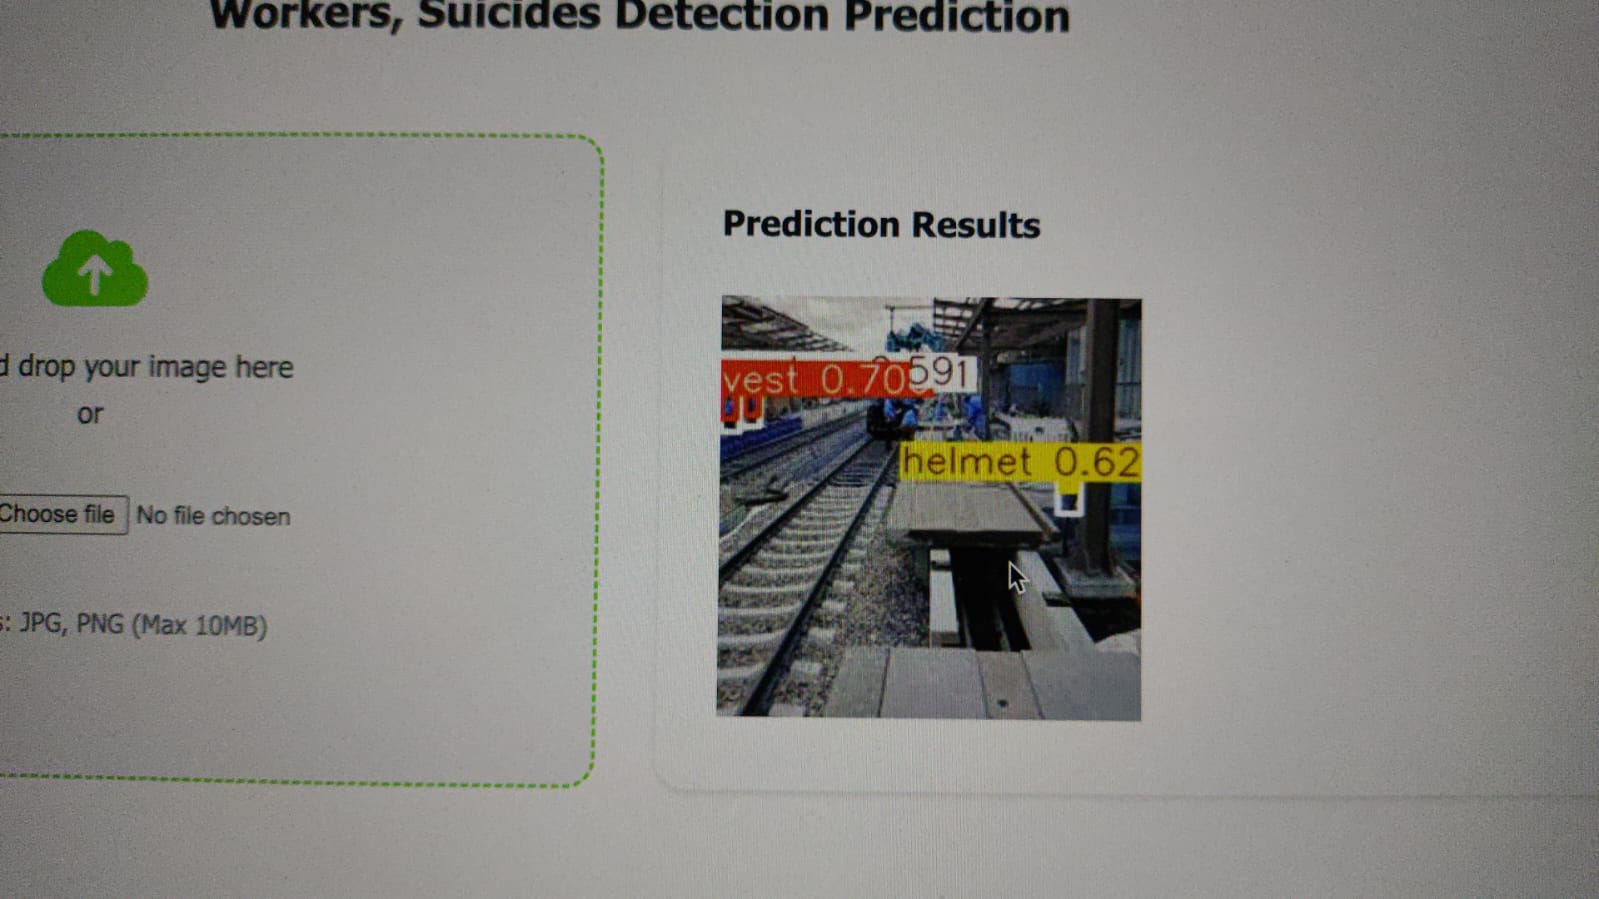 Workers, Suicides Detection Prediction
drop your image here
or
Choose file No file chosen
: JPG, PNG (Max 10MB)
Prediction Results
vest 0.70
591
helmet 0.62